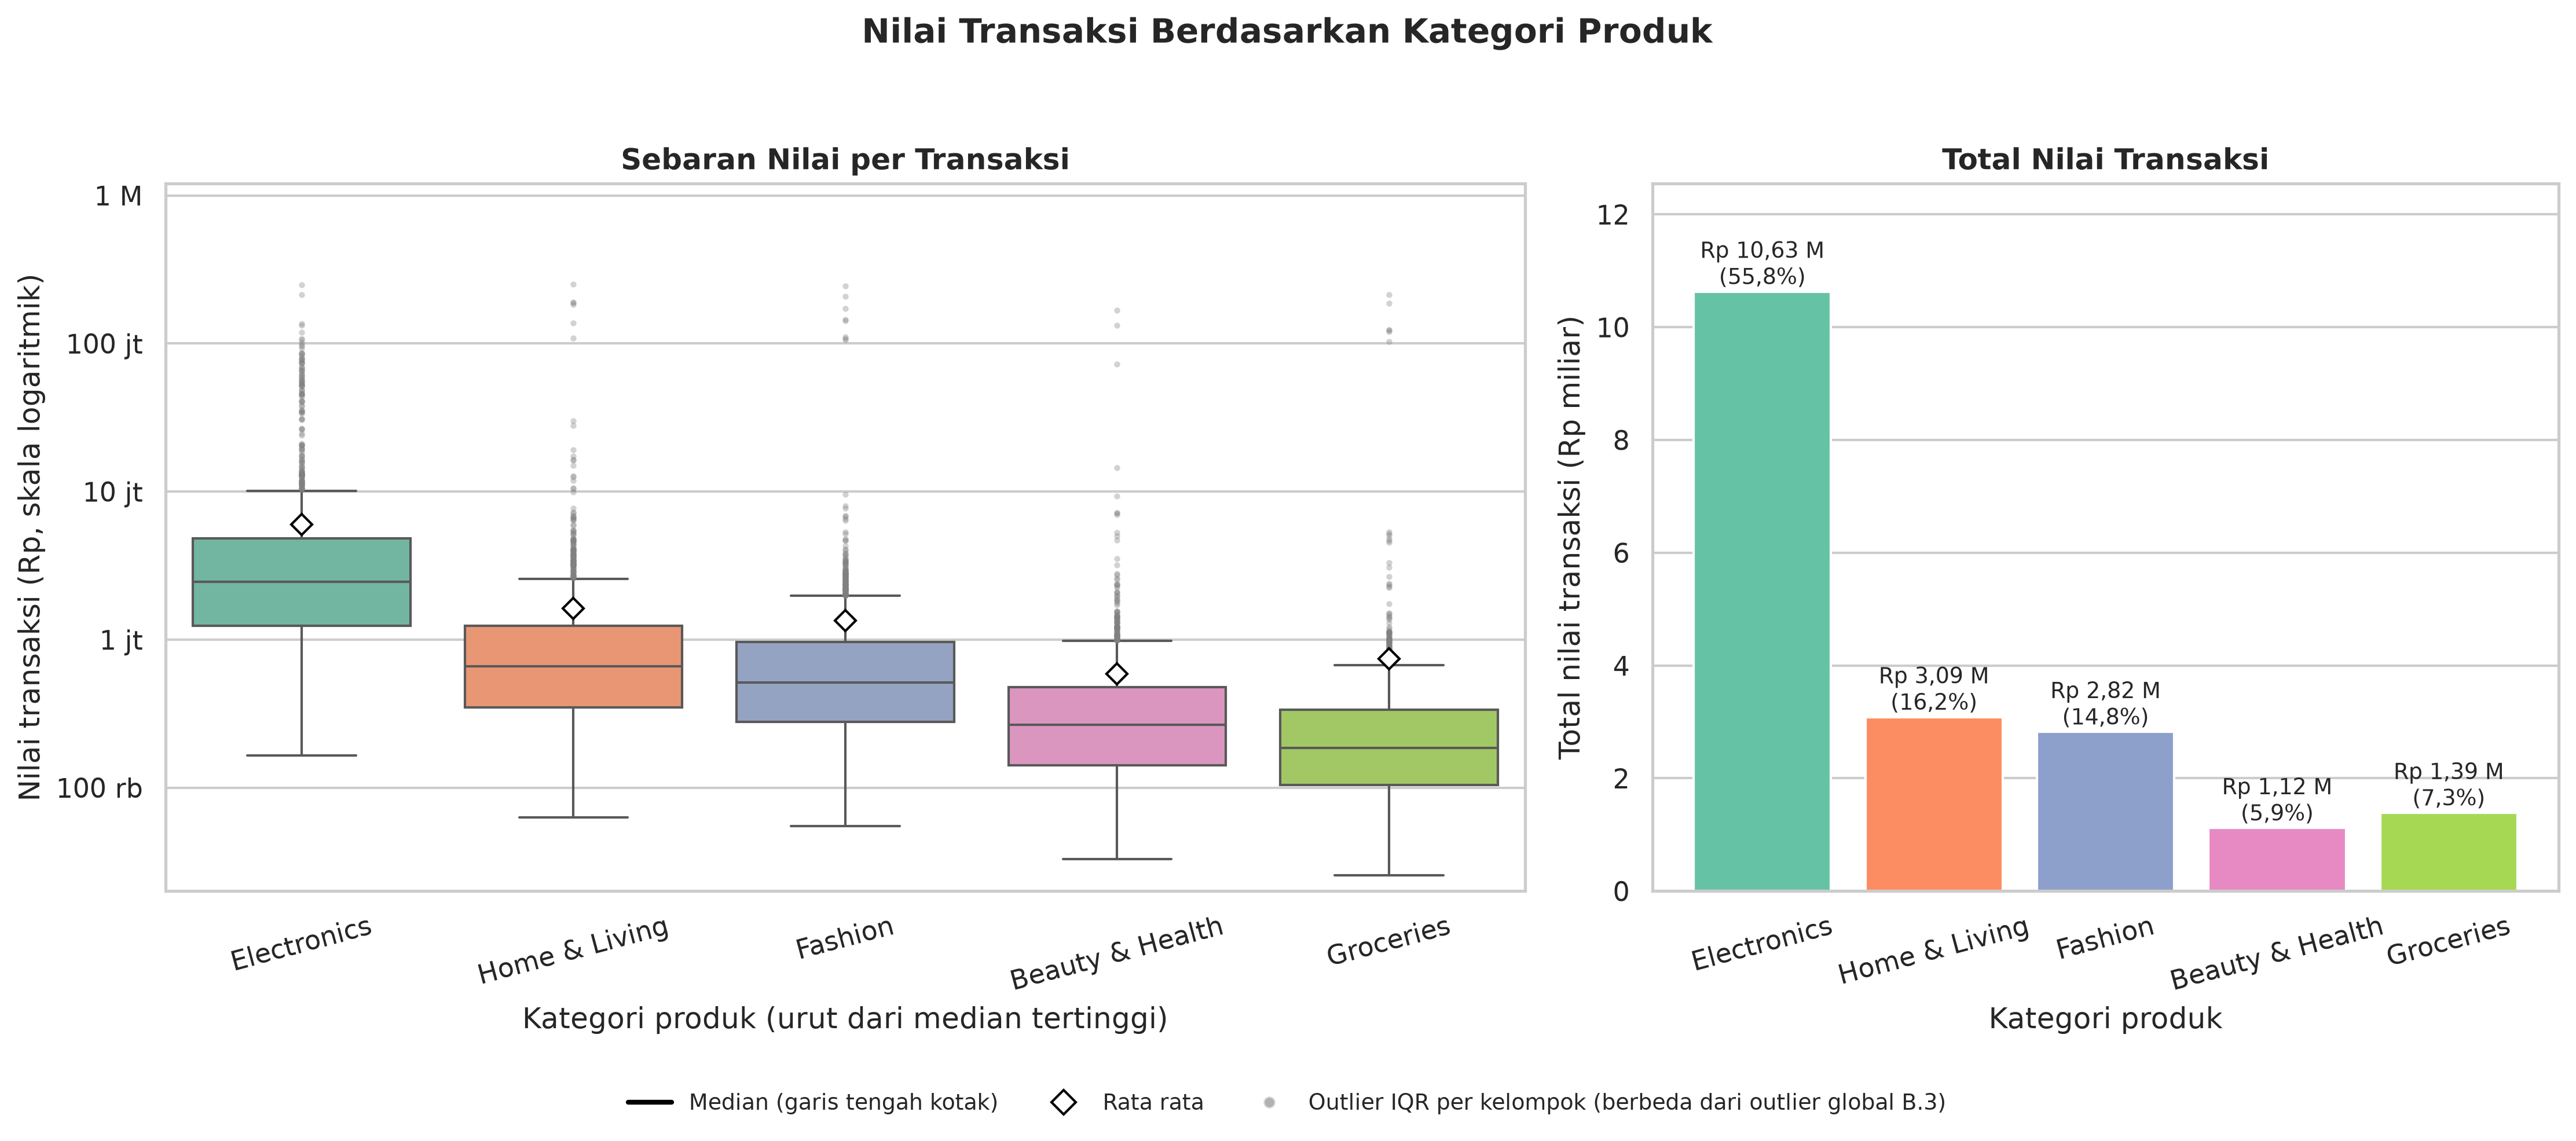 Nilai Transaksi Berdasarkan Kategori Produk
Sebaran Nilai per Transaksi
Nilai transaksi (Rp, skala logaritmik)
1 M
100 jt
10 jt
1 jt
100 rb
Electronics
Home & Living
Fashion
Beauty & Health
Groceries
Kategori produk (urut dari median tertinggi)
Total Nilai Transaksi
Total nilai transaksi (Rp miliar)
12
10
8
6
4
2
0
Rp 10,63 M
(55,8%)
Rp 3,09 M
(16,2%)
Rp 2,82 M
(14,8%)
Rp 1,12 M
(5,9%)
Rp 1,39 M
(7,3%)
Electronics
Home & Living
Fashion
Beauty & Health
Groceries
Kategori produk
Median (garis tengah kotak)
Rata rata
Outlier IQR per kelompok (berbeda dari outlier global B.3)